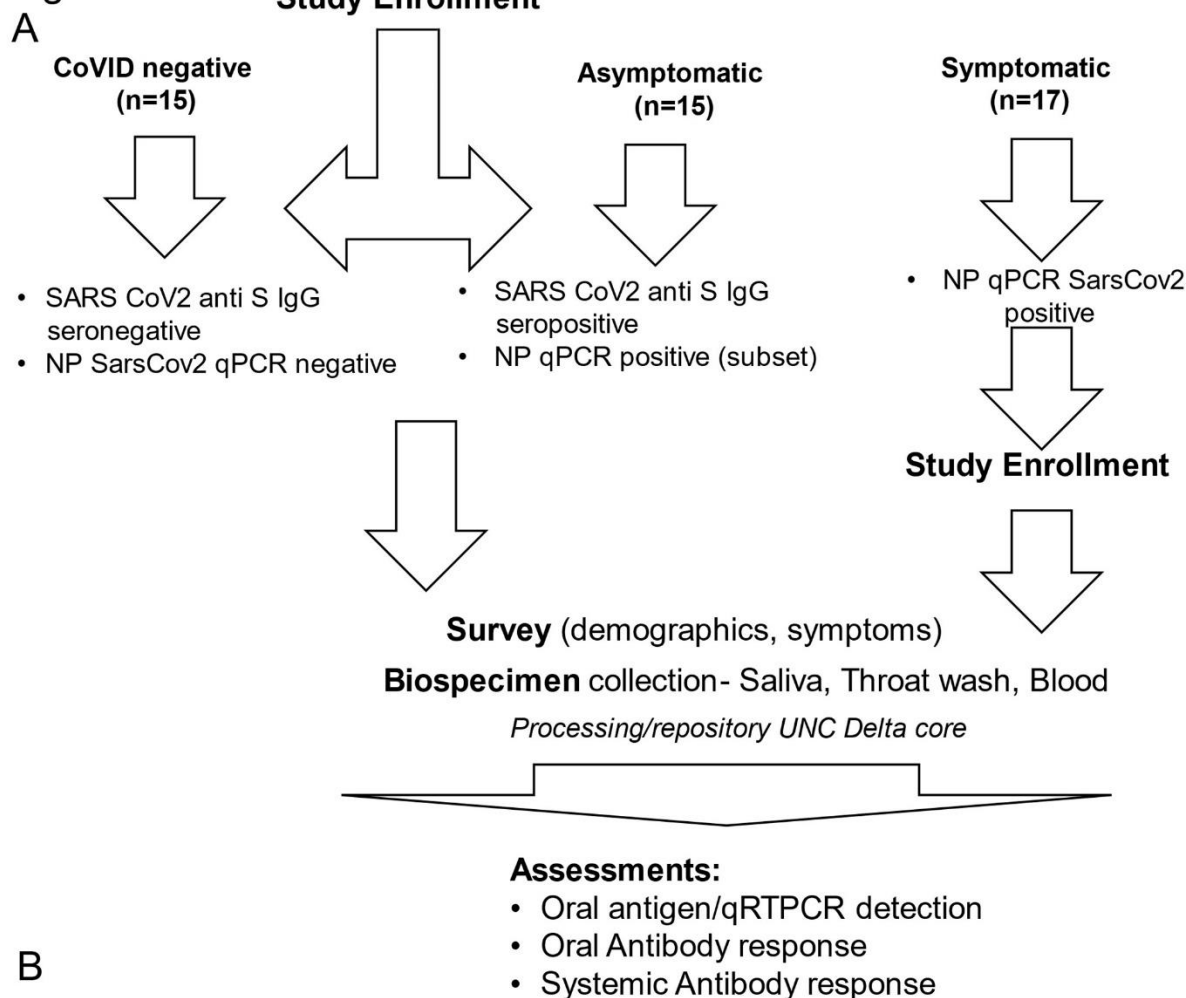 Study Enrollment
A
CoVID negative
(n=15)
Asymptomatic
(n=15)
Symptomatic
(n=17)
• SARS CoV2 anti S IgG
seronegative
• NP SarsCov2 qPCR negative
• SARS CoV2 anti S IgG
seropositive
• NP qPCR positive (subset)
• NP qPCR SarsCov2
positive
Study Enrollment
Survey (demographics, symptoms)
Biospecimen collection- Saliva, Throat wash, Blood
Processing/repository UNC Delta core
Assessments:
• Oral antigen/qRTPCR detection
• Oral Antibody response
• Systemic Antibody response
B